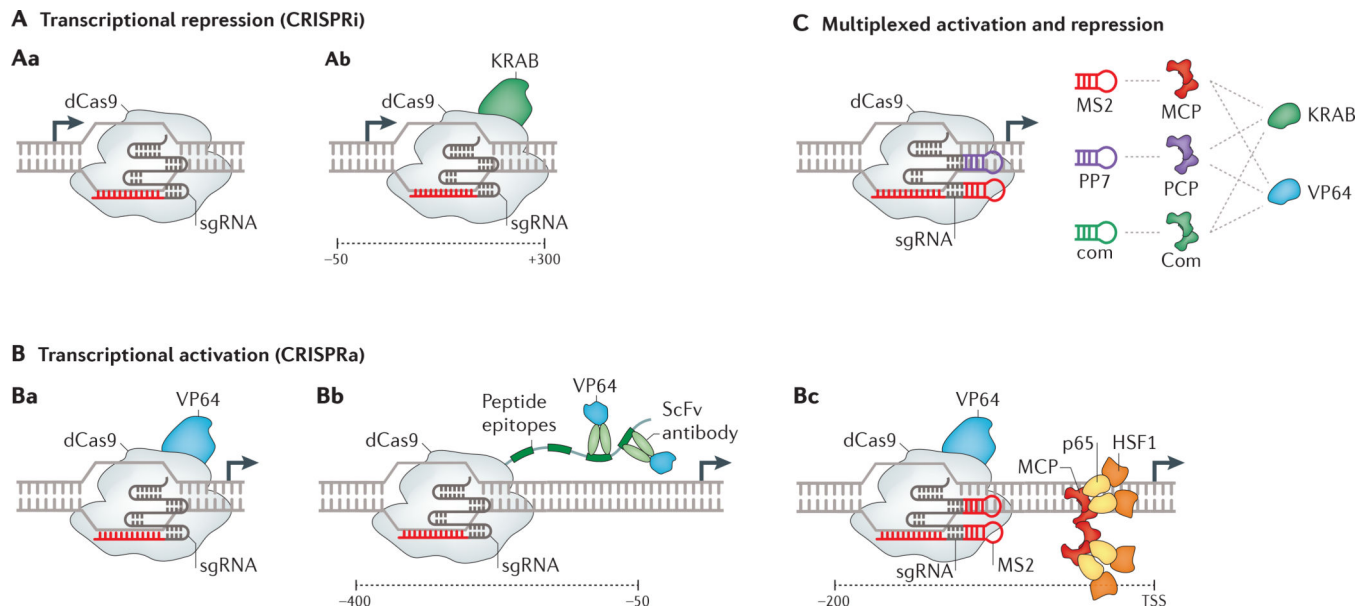 A Transcriptional repression (CRISPRi)
Aa
dCas9
sgRNA
Ab
KRAB
dCas9
sgRNA
−50
+300
C Multiplexed activation and repression
sgRNA
MS2
MCP
KRAB
PP7
PCP
VP64
com
Com
B Transcriptional activation (CRISPRa)
Ba
VP64
dCas9
sgRNA
Bb
dCas9
Peptide
epitopes
VP64
ScFv
antibody
sgRNA
−400
−50
Bc
VP64
dCas9
p65
HSF1
MCP
sgRNA
MS2
−200
TSS